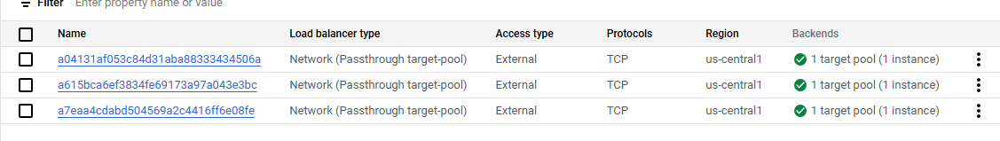 Filter Enter property name or value
Name Load balancer type Access type Protocols Region Backends
a04131af053c84d31aba88333434506a Network (Passthrough target-pool) External TCP us-central1 1 target pool (1 instance)
a615bca6ef3834fe69173a97a043e3bc Network (Passthrough target-pool) External TCP us-central1 1 target pool (1 instance)
a7eaa4cdabd504569a2c4416ff6e08fe Network (Passthrough target-pool) External TCP us-central1 1 target pool (1 instance)